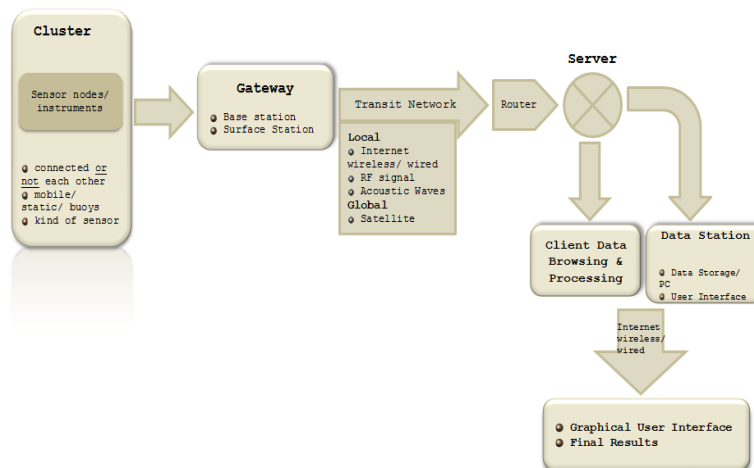 Cluster
Sensor nodes/
instruments
connected or
not each other
mobile/
static/ buoys
kind of sensor
Gateway
Base station
Surface Station
Transit Network
Local
Internet
wireless/ wired
RF signal
Acoustic Waves
Global
Satellite
Router
Server
Client Data
Browsing &
Processing
Data Station
Data Storage/
PC
User Interface
Internet
wireless/
wired
Graphical User Interface
Final Results